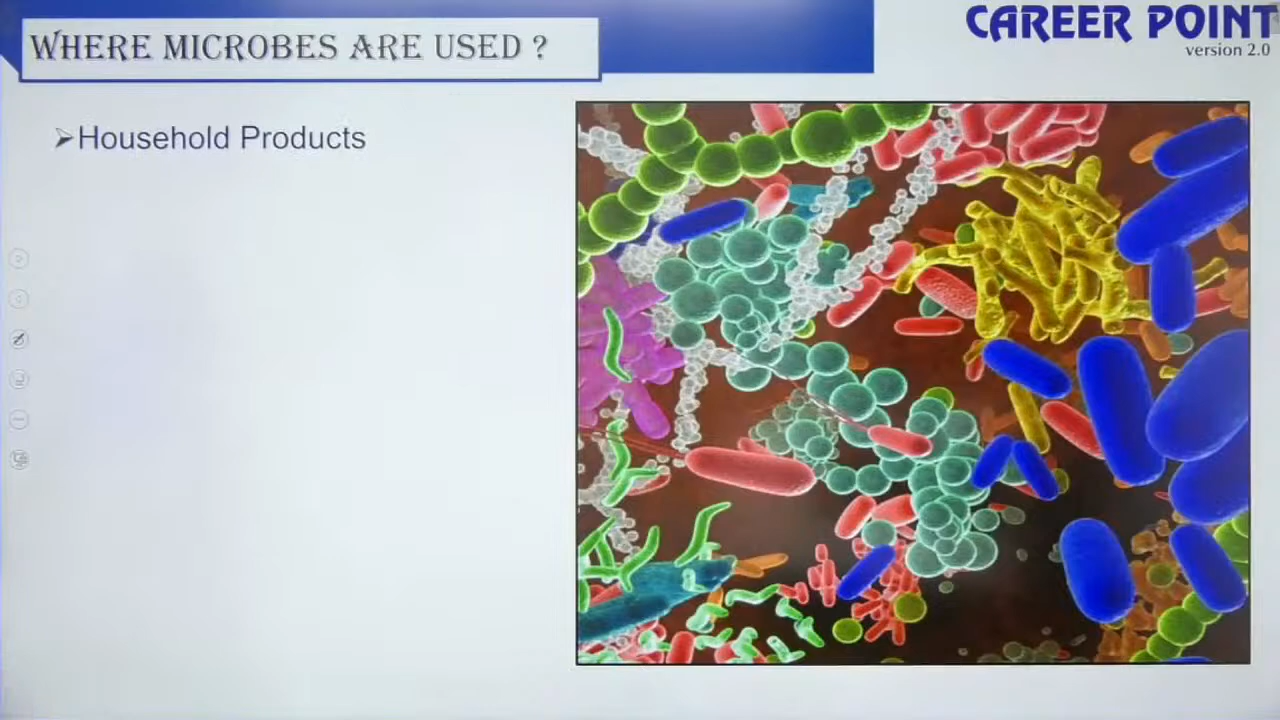 WHERE MICROBES ARE USED ?
CAREER POINT
version 2.0
➢Household Products